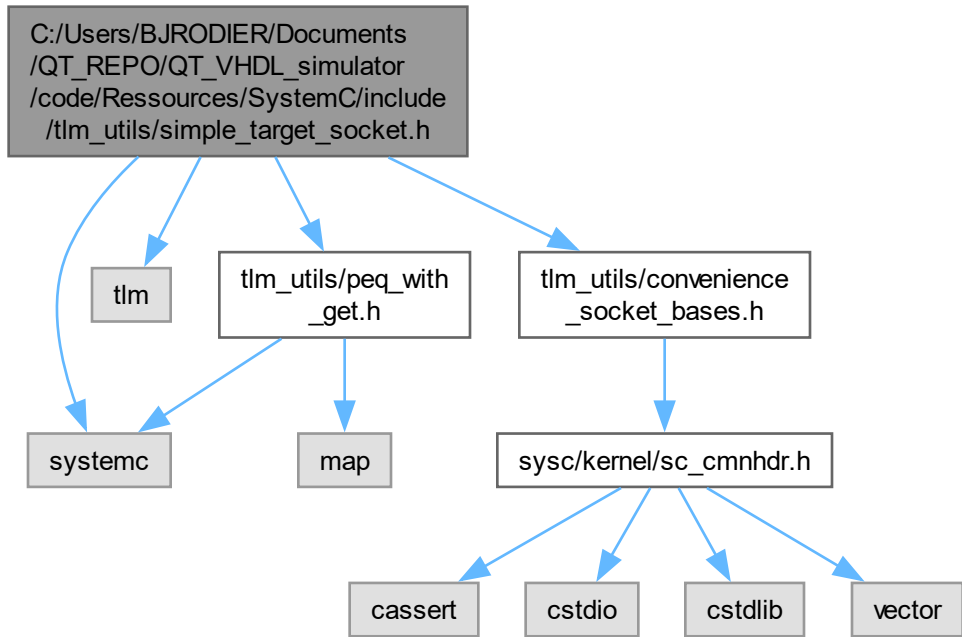 C:/Users/BJRODIER/Documents
/QT_REPO/QT_VHDL_simulator
/code/Ressources/SystemC/include
/tlm_utils/simple_target_socket.h
tlm
tlm_utils/peq_with
_get.h
tlm_utils/convenience
_socket_bases.h
systemc
map
sysc/kernel/sc_cmnhdr.h
cassert
cstdio
cstdlib
vector